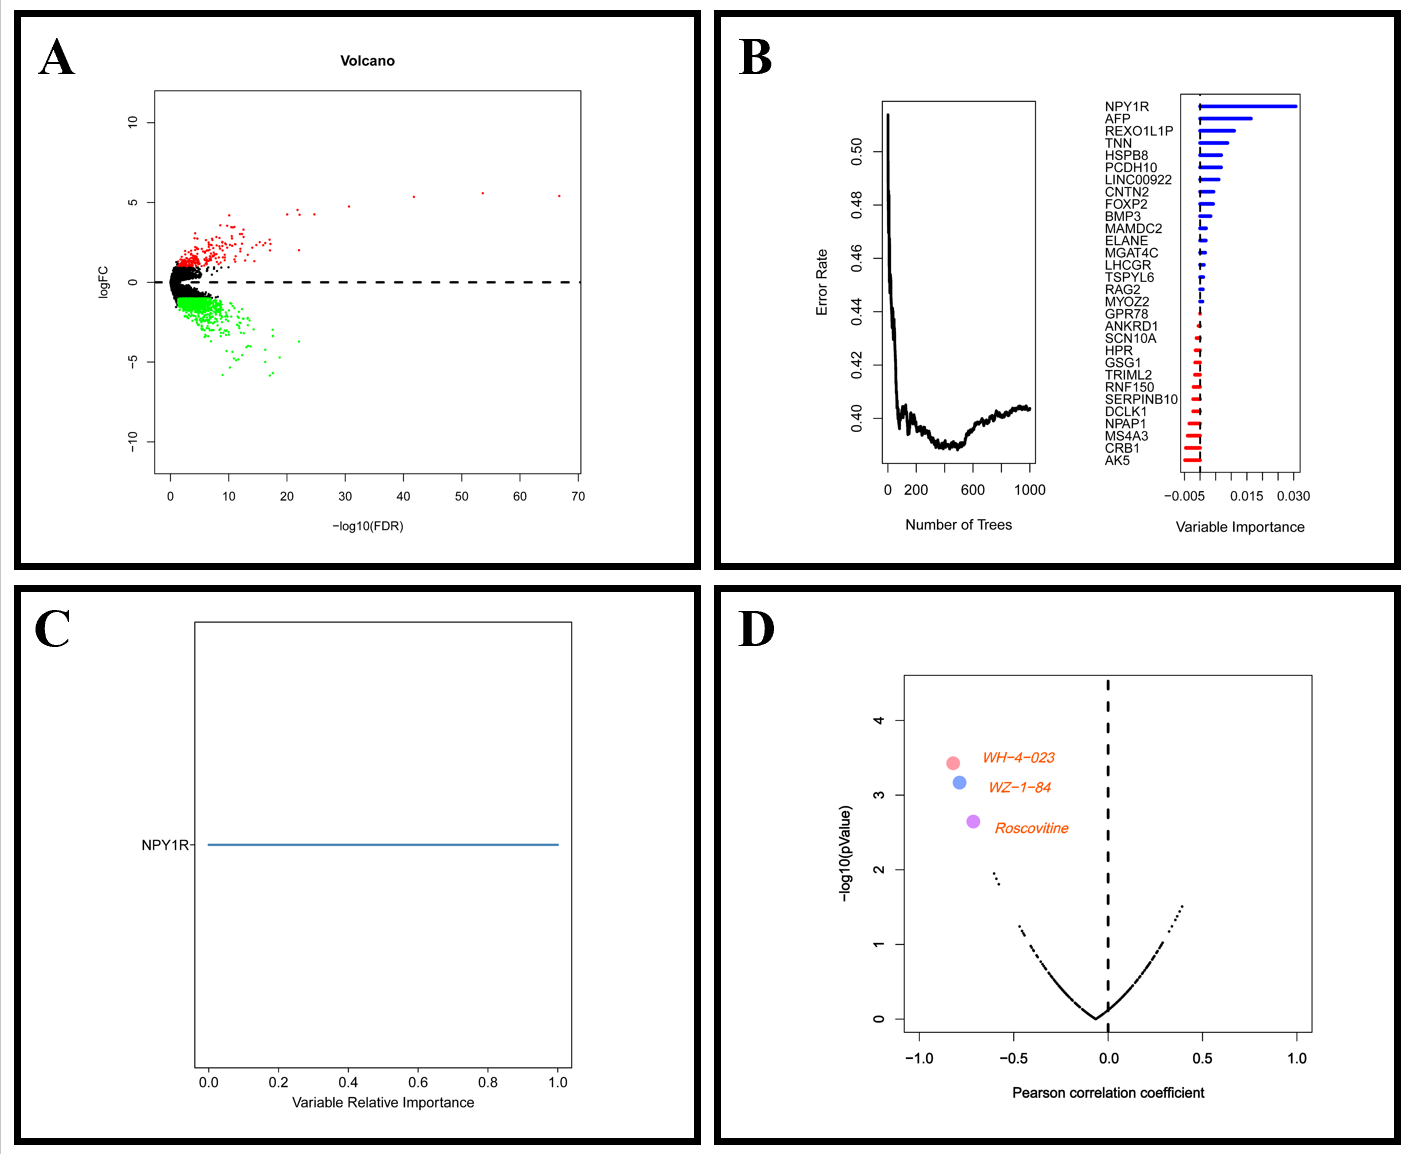 A
Volcano
logFC
10
5
0
−5
−10
0 10 20 30 40 50 60 70
−log10(FDR)
B
Error Rate
0.50
0.48
0.46
0.44
0.42
0.40
0 200 600 1000
Number of Trees
NPY1R
AFP
REXO1L1P
TNN
HSPB8
PCDH10
LINC00922
CNTN2
FOXP2
BMP3
MAMDC2
ELANE
MGAT4C
LHCGR
TSPYL6
RAG2
MYOZ2
GPR78
ANKRD1
SCN10A
HPR
GSG1
TRIML2
RNF150
SERPINB10
DCLK1
NPAP1
MS4A3
CRB1
AK5
−0.005 0.015 0.030
Variable Importance
C
NPY1R
0.0 0.2 0.4 0.6 0.8 1.0
Variable Relative Importance
D
−log10(pValue)
4
3
2
1
0
WH−4−023
WZ−1−84
Roscovitine
−1.0 −0.5 0.0 0.5 1.0
Pearson correlation coefficient